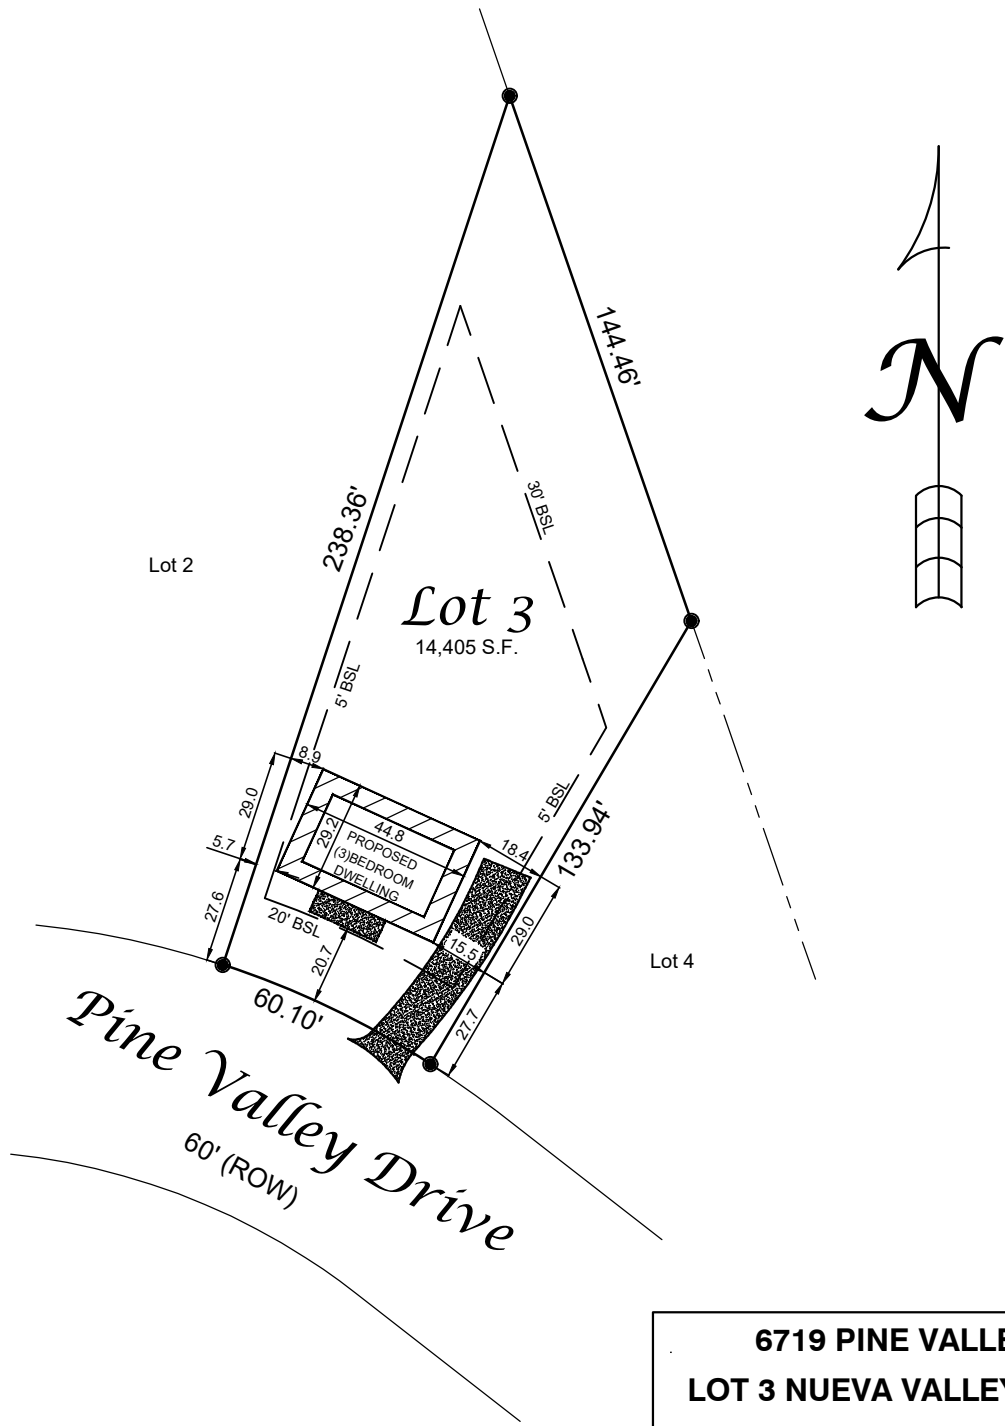 144.46'
N
238.36'
30' BSL
Lot 2
Lot 3
14,405 S.F.
5' BSL
8.9
29.0
5' BSL
133.94'
44.8
29.2
18.4
PROPOSED
(3)BEDROOM
DWELLING
5.7
27.6
20' BSL
20.7
15.5
29.0
Lot 4
60.10'
27.7
Pine Valley Drive
60' (ROW)
6719 PINE VALLE
LOT 3 NUEVA VALLEY